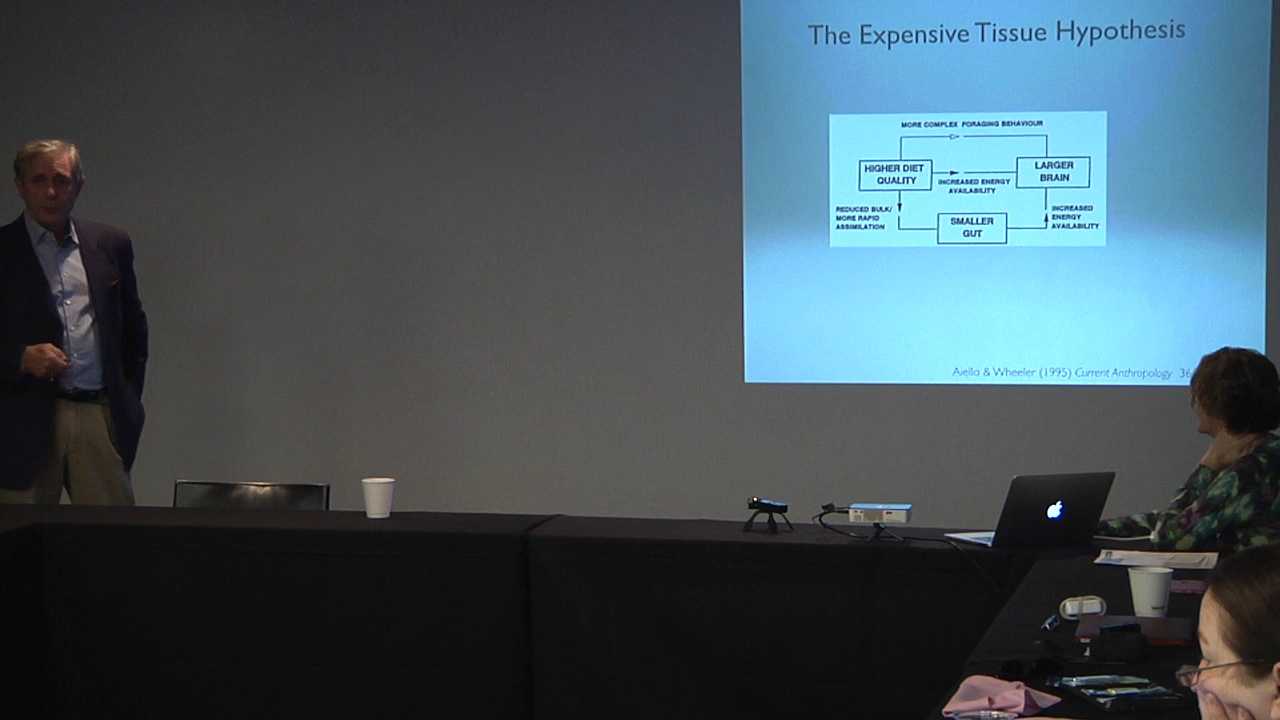 The Expensive Tissue Hypothesis
MORE COMPLEX FORAGING BEHAVIOUR
HIGHER DIET
QUALITY
INCREASED ENERGY
AVAILABILITY
LARGER
BRAIN
REDUCED BULK/
MORE RAPID
ASSIMILATION
SMALLER
GUT
INCREASED
ENERGY
AVAILABILITY
Aiello & Wheeler (1995) Current Anthropology 36